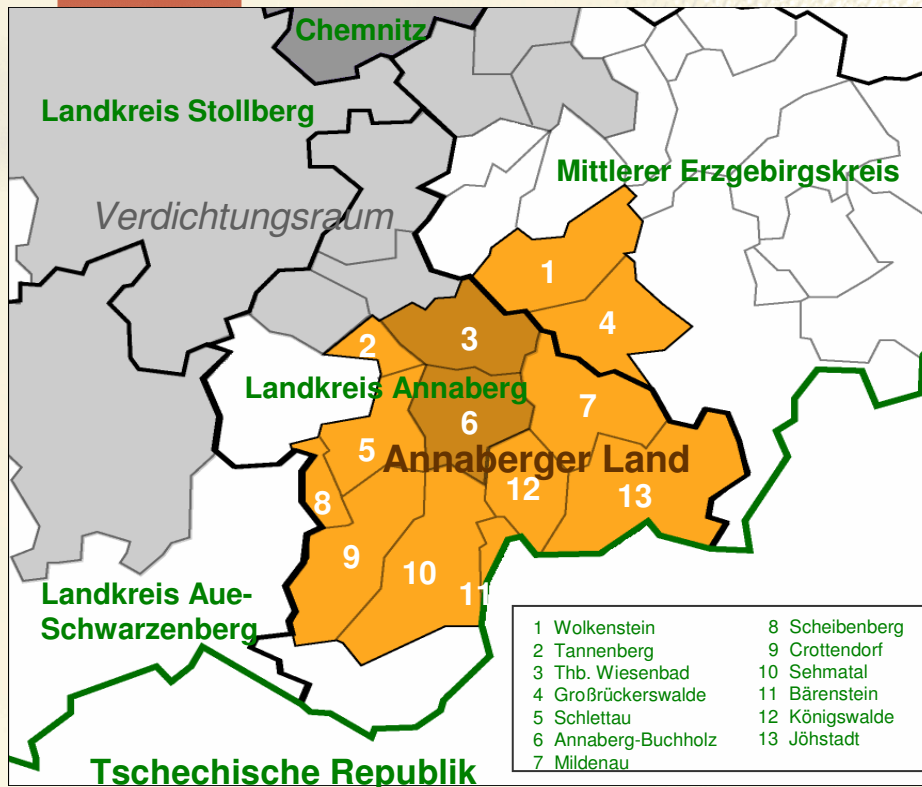 Chemnitz
Landkreis Stollberg
Mittlerer Erzgebirgskreis
Verdichtungsraum
1
4
3
2
Landkreis Annaberg
7
6
5
Annaberger Land
12
13
8
9
10
11
Landkreis Aue-
Schwarzenberg
1 Wolkenstein
2 Tannenberg
3 Thb. Wiesenbad
4 Großrückerswalde
5 Schlettau
6 Annaberg-Buchholz
7 Mildenau
8 Scheibenberg
9 Crottendorf
10 Sehmatal
11 Bärenstein
12 Königswalde
13 Jöhstadt
Tschechische Republik